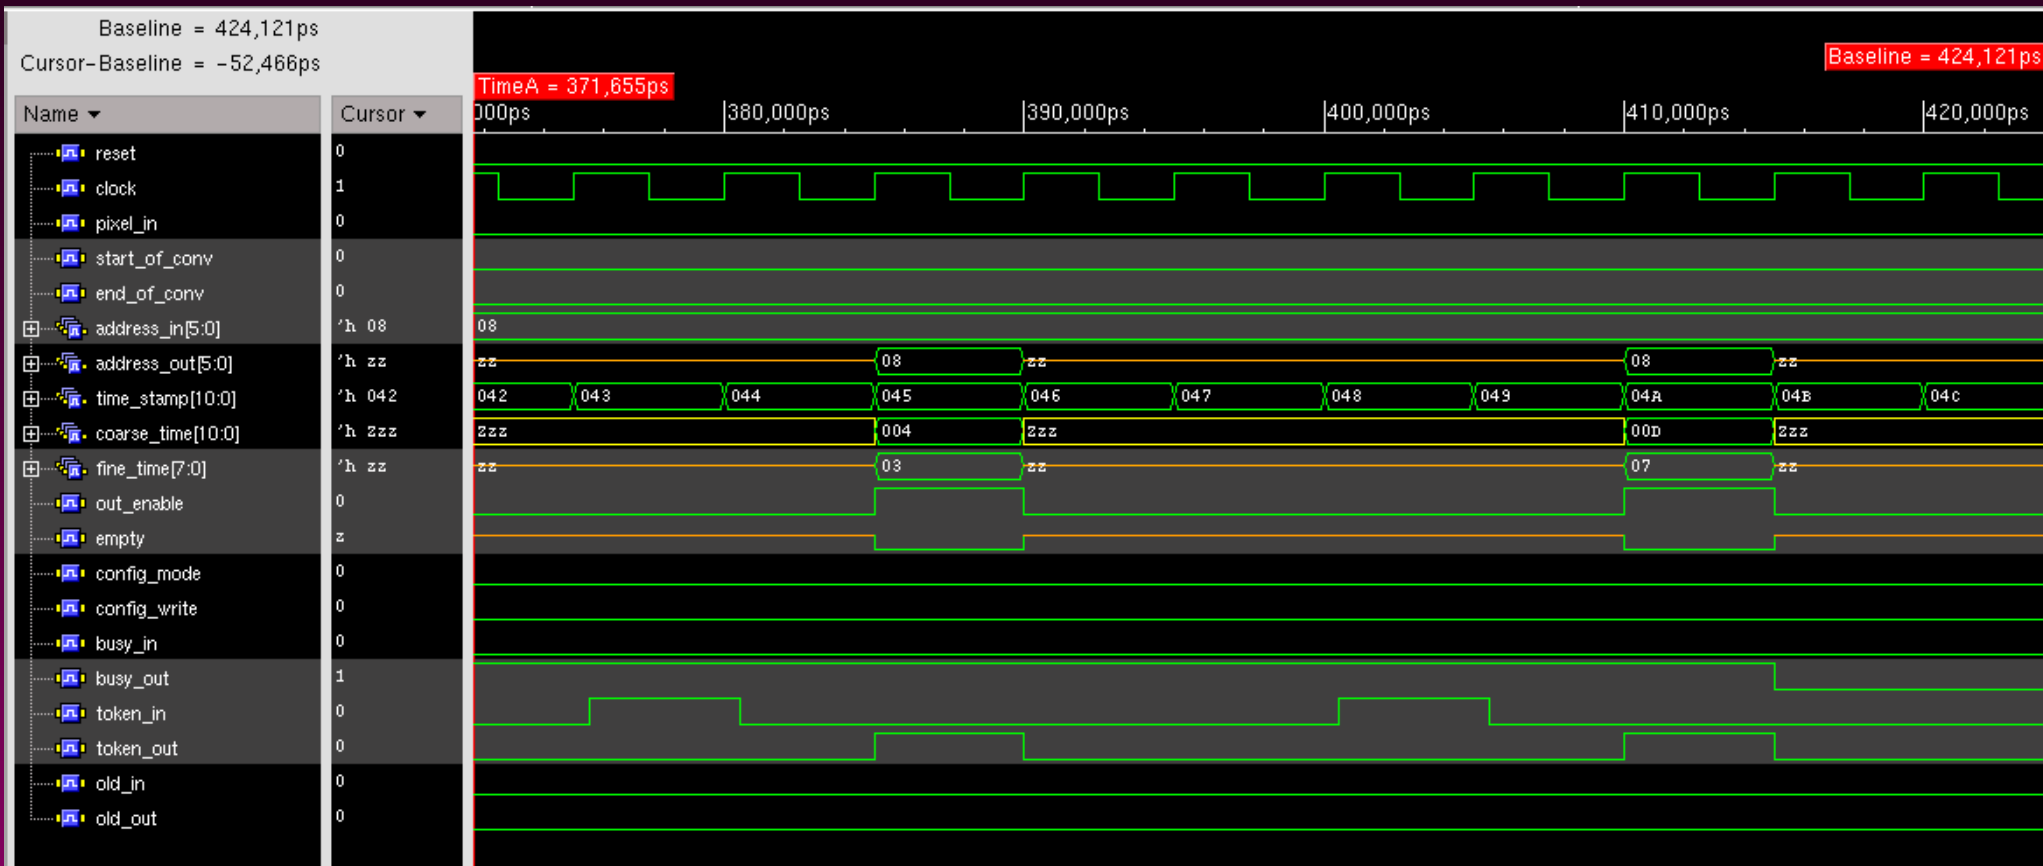 Baseline = 424,121ps
Cursor-Baseline = -52,466ps
Baseline = 424,121ps
TimeA = 371,655ps
Name Cursor 000ps 380,000ps 390,000ps 400,000ps 410,000ps 420,000ps
reset 0
clock 1
pixel_in 0
start_of_conv 0
end_of_conv 0
address_in[5:0] 'h 08 08
address_out[5:0] 'h zz zz 08 zz 08 zz
time_stamp[10:0] 'h 042 042 043 044 045 046 047 048 049 04A 04B 04C
coarse_time[10:0] 'h Zzz Zzz 004 Zzz 00D Zzz
fine_time[7:0] 'h zz zz 03 zz 07 zz
out_enable 0
empty z
config_mode 0
config_write 0
busy_in 0
busy_out 1
token_in 0
token_out 0
old_in 0
old_out 0